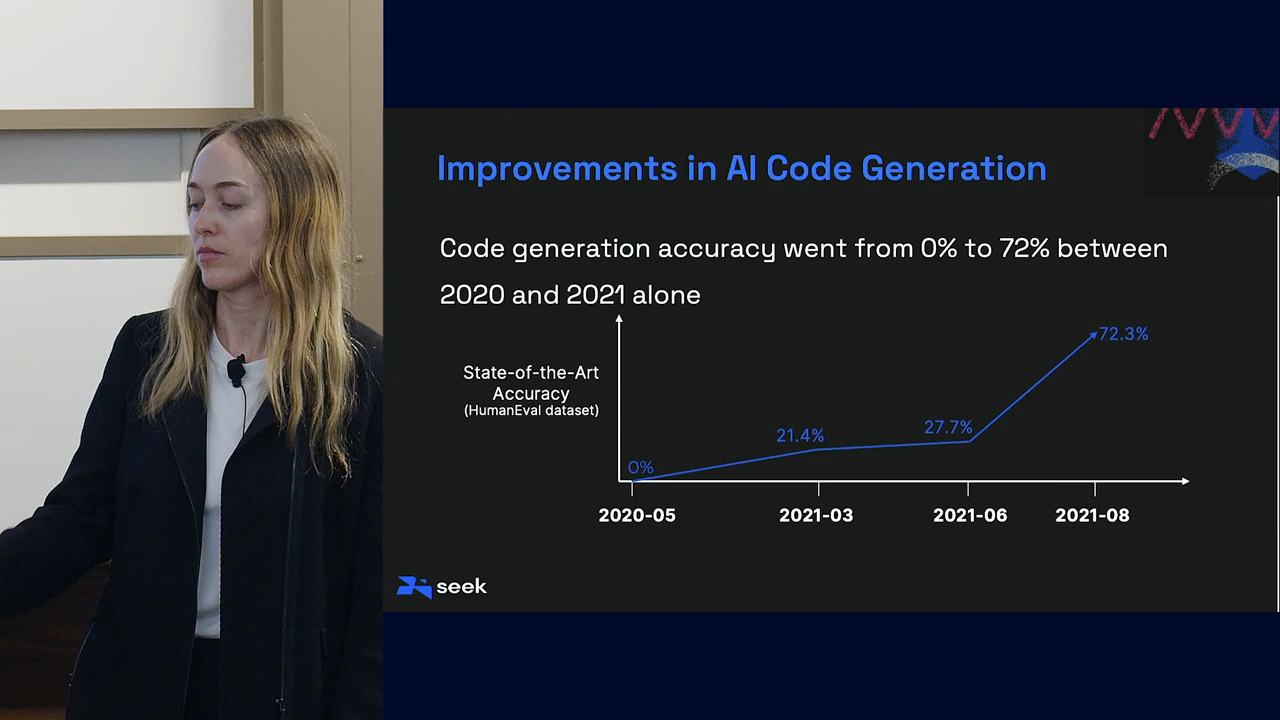 Improvements in AI Code Generation
Code generation accuracy went from 0% to 72% between
2020 and 2021 alone
State-of-the-Art
Accuracy
(HumanEval dataset)
0%
21.4%
27.7%
72.3%
2020-05
2021-03
2021-06
2021-08
seek